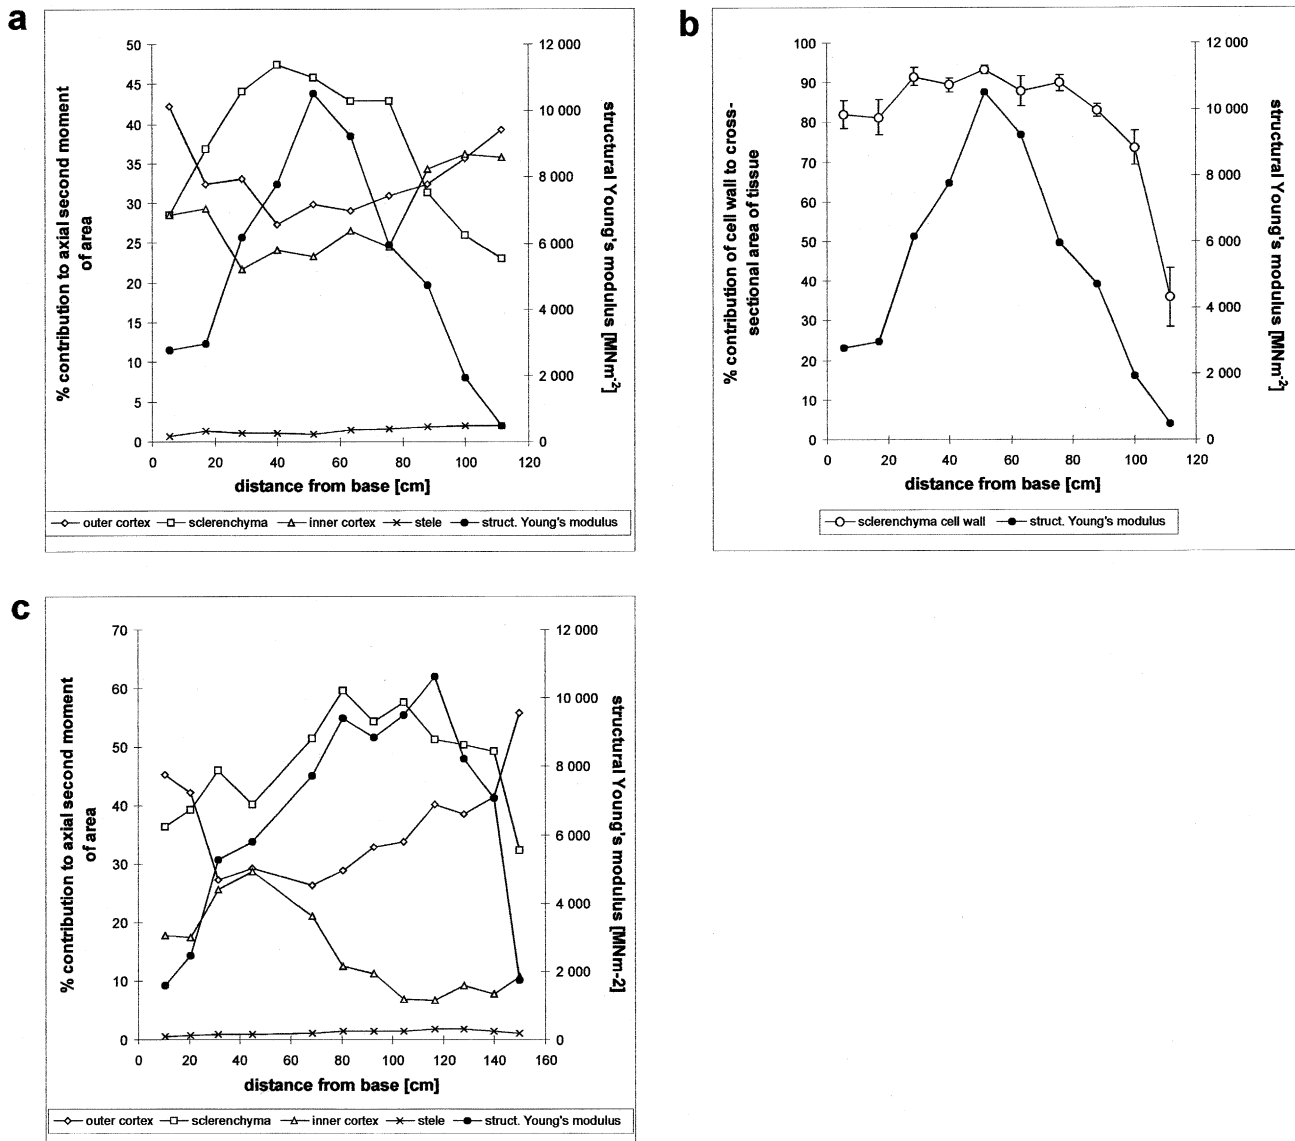 a
50
45
40
35
30
25
20
15
10
5
0
% contribution to axial second moment
of area
12 000
10 000
8 000
6 000
4 000
2 000
0
structural Young's modulus [MNm-2]
0 20 40 60 80 100 120
distance from base [cm]
outer cortex sclerenchyma inner cortex stele struct. Young's modulus
b
100
90
80
70
60
50
40
30
20
10
0
% contribution of cell wall to cross-
sectional area of tissue
12 000
10 000
8 000
6 000
4 000
2 000
0
structural Young's modulus [MNm-2]
0 20 40 60 80 100 120
distance from base [cm]
sclerenchyma cell wall struct. Young's modulus
c
70
60
50
40
30
20
10
0
% contribution to axial second moment
of area
12 000
10 000
8 000
6 000
4 000
2 000
0
structural Young's modulus [MNm-2]
0 20 40 60 80 100 120 140 160
distance from base [cm]
outer cortex sclerenchyma inner cortex stele struct. Young's modulus